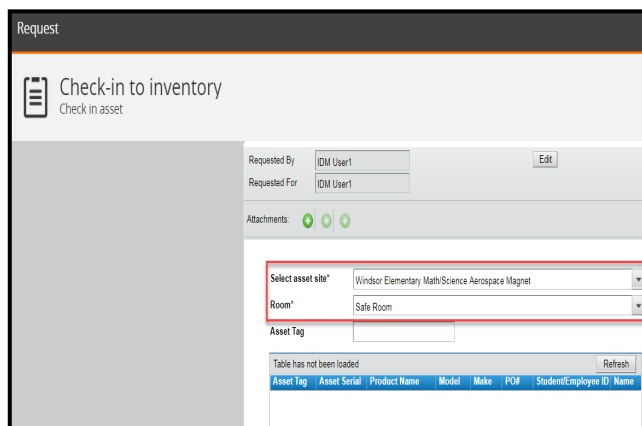 Request
Check-in to inventory
Check in asset
Requested By IDM User1 Edit
Requested For IDM User1
Attachments:
Select asset site* Windsor Elementary Math/Science Aerospace Magnet
Room* Safe Room
Asset Tag
Table has not been loaded Refresh
Asset Tag Asset Serial Product Name Model Make PO# Student/Employee ID Name